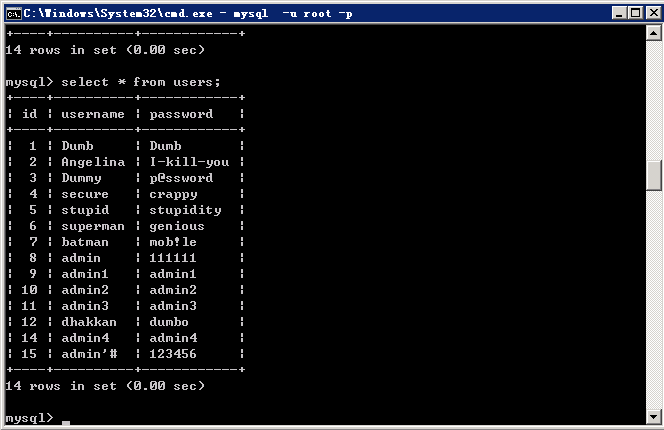 C:\Windows\System32\cmd.exe - mysql  -u root -p
+----+----------+------------+
14 rows in set (0.00 sec)
mysql> select * from users;
+----+----------+------------+
| id | username | password   |
+----+----------+------------+
|  1 | Dumb     | Dumb       |
|  2 | Angelina | I-kill-you |
|  3 | Dummy    | p@ssword   |
|  4 | secure   | crappy     |
|  5 | stupid   | stupidity  |
|  6 | superman | genious    |
|  7 | batman   | mob!le     |
|  8 | admin    | 111111     |
|  9 | admin1   | admin1     |
| 10 | admin2   | admin2     |
| 11 | admin3   | admin3     |
| 12 | dhakkan  | dumbo      |
| 14 | admin4   | admin4     |
| 15 | admin'#  | 123456     |
+----+----------+------------+
14 rows in set (0.00 sec)
mysql> _